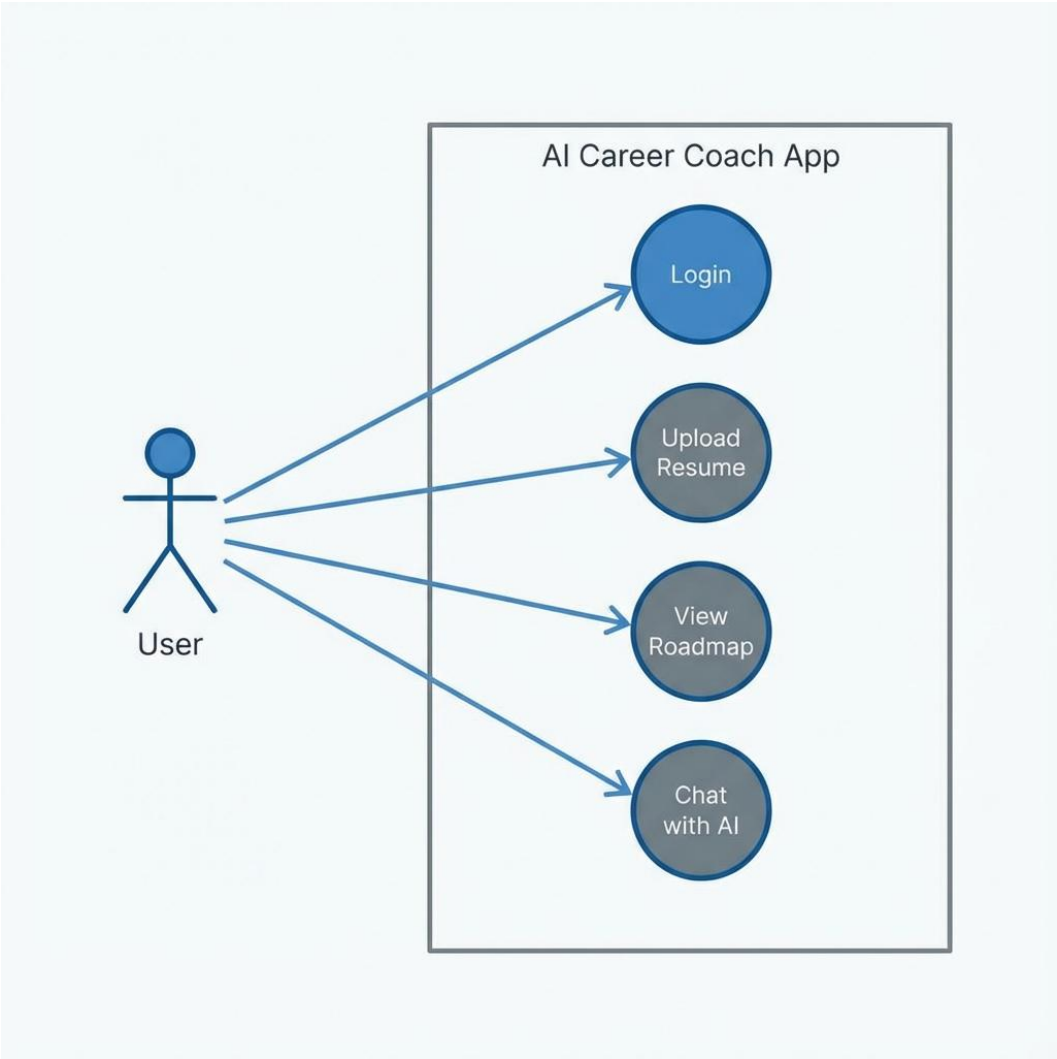 AI Career Coach App
Login
Upload
Resume
User
View
Roadmap
Chat
with AI